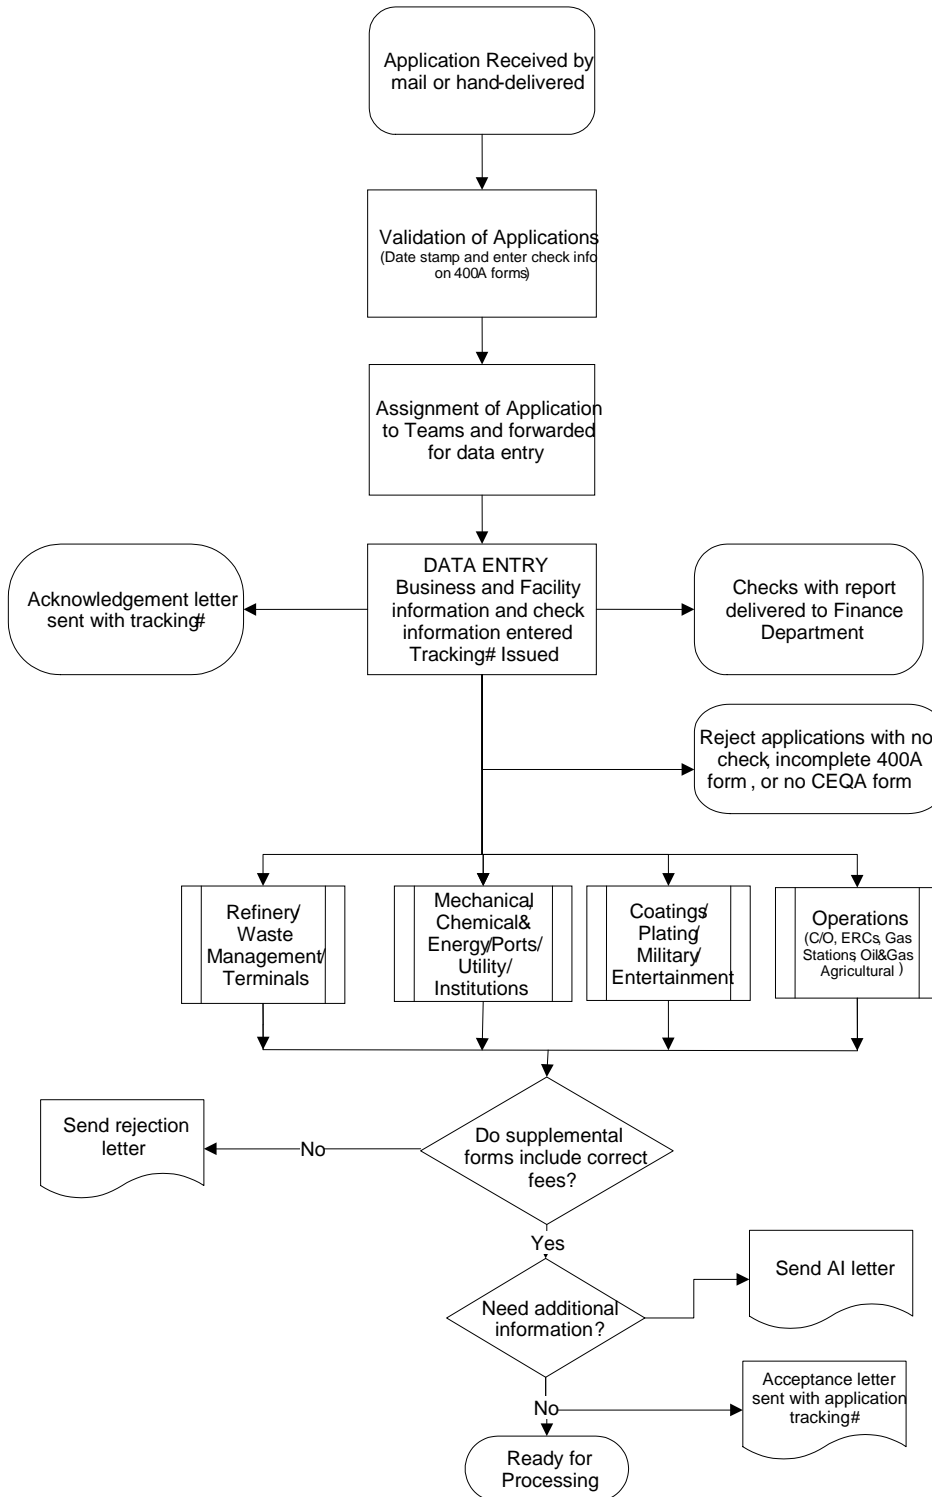 Application Received by
mail or hand-delivered
Validation of Applications
(Date stamp and enter check info
on 400A forms)
Assignment of Application
to Teams and forwarded
for data entry
Acknowledgement letter
sent with tracking#
DATA ENTRY
Business and Facility
information and check
information entered
Tracking# Issued
Checks with report
delivered to Finance
Department
Reject applications with no
check, incomplete 400A
form, or no CEQA form
Refinery/
Waste
Management/
Terminals
Mechanical,
Chemical&
Energy/Ports/
Utility/
Institutions
Coatings/
Plating/
Military/
Entertainment
Operations
(C/O, ERCs, Gas
Stations, Oil&Gas
Agricultural)
Send rejection
letter
No
Do supplemental
forms include correct
fees?
Yes
Send AI letter
Need additional
information?
Acceptance letter
sent with application
tracking#
No
Ready for
Processing